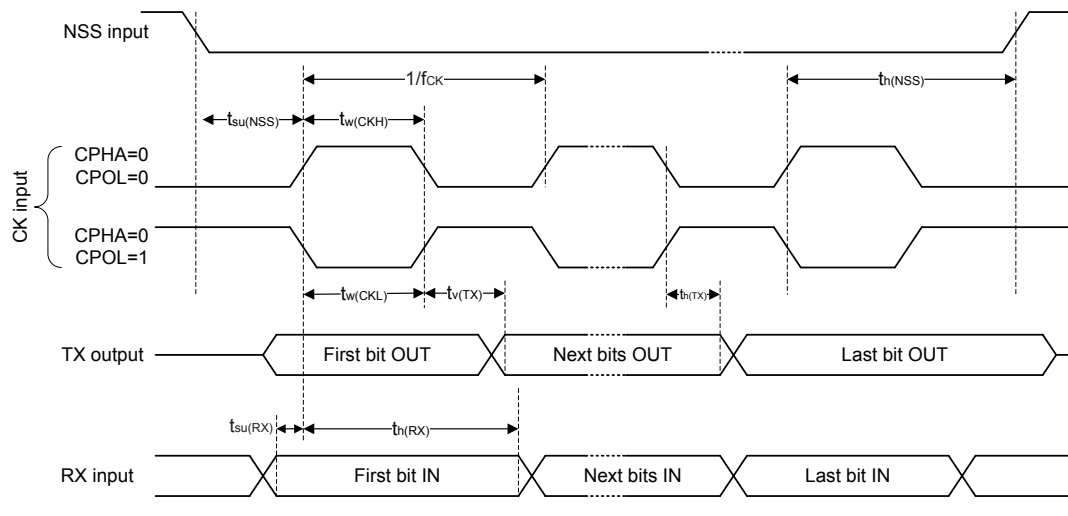 NSS input
1/fCK
th(NSS)
tsu(NSS)
tw(CKH)
CK input
CPHA=0
CPOL=0
CPHA=0
CPOL=1
tw(CKL)
tv(TX)
th(TX)
TX output
First bit OUT
Next bits OUT
Last bit OUT
tsu(RX)
th(RX)
RX input
First bit IN
Next bits IN
Last bit IN